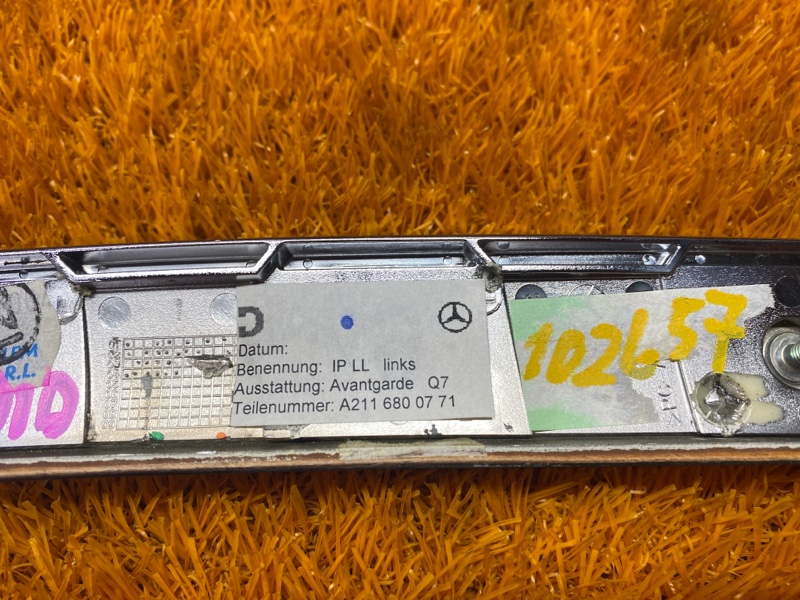 Datum:
Benennung: IP LL links
Ausstattung: Avantgarde Q7
Teilenummer: A211 680 07 71
102657
R.L.